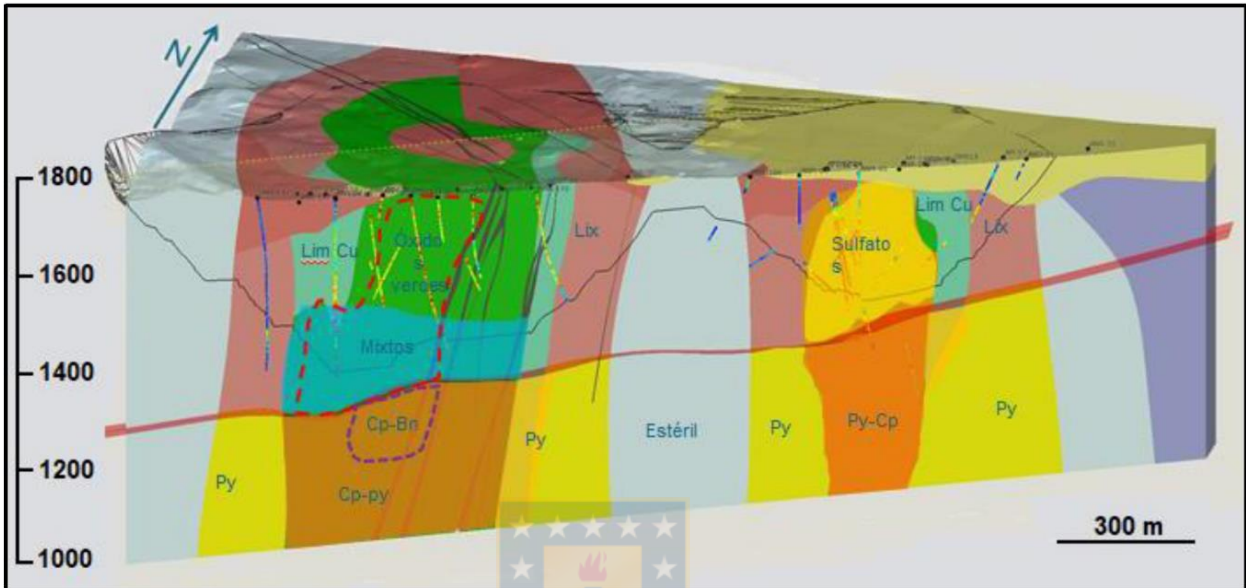 N
1800
1600
1400
1200
1000
Lim Cu
Óxido
s
verdes
Lix
Mixtos
Cp-Bn
Cp-py
Py
Py
Estéril
Py
Py-Cp
Py
Sulfato
s
Lim Cu
Lix
300 m